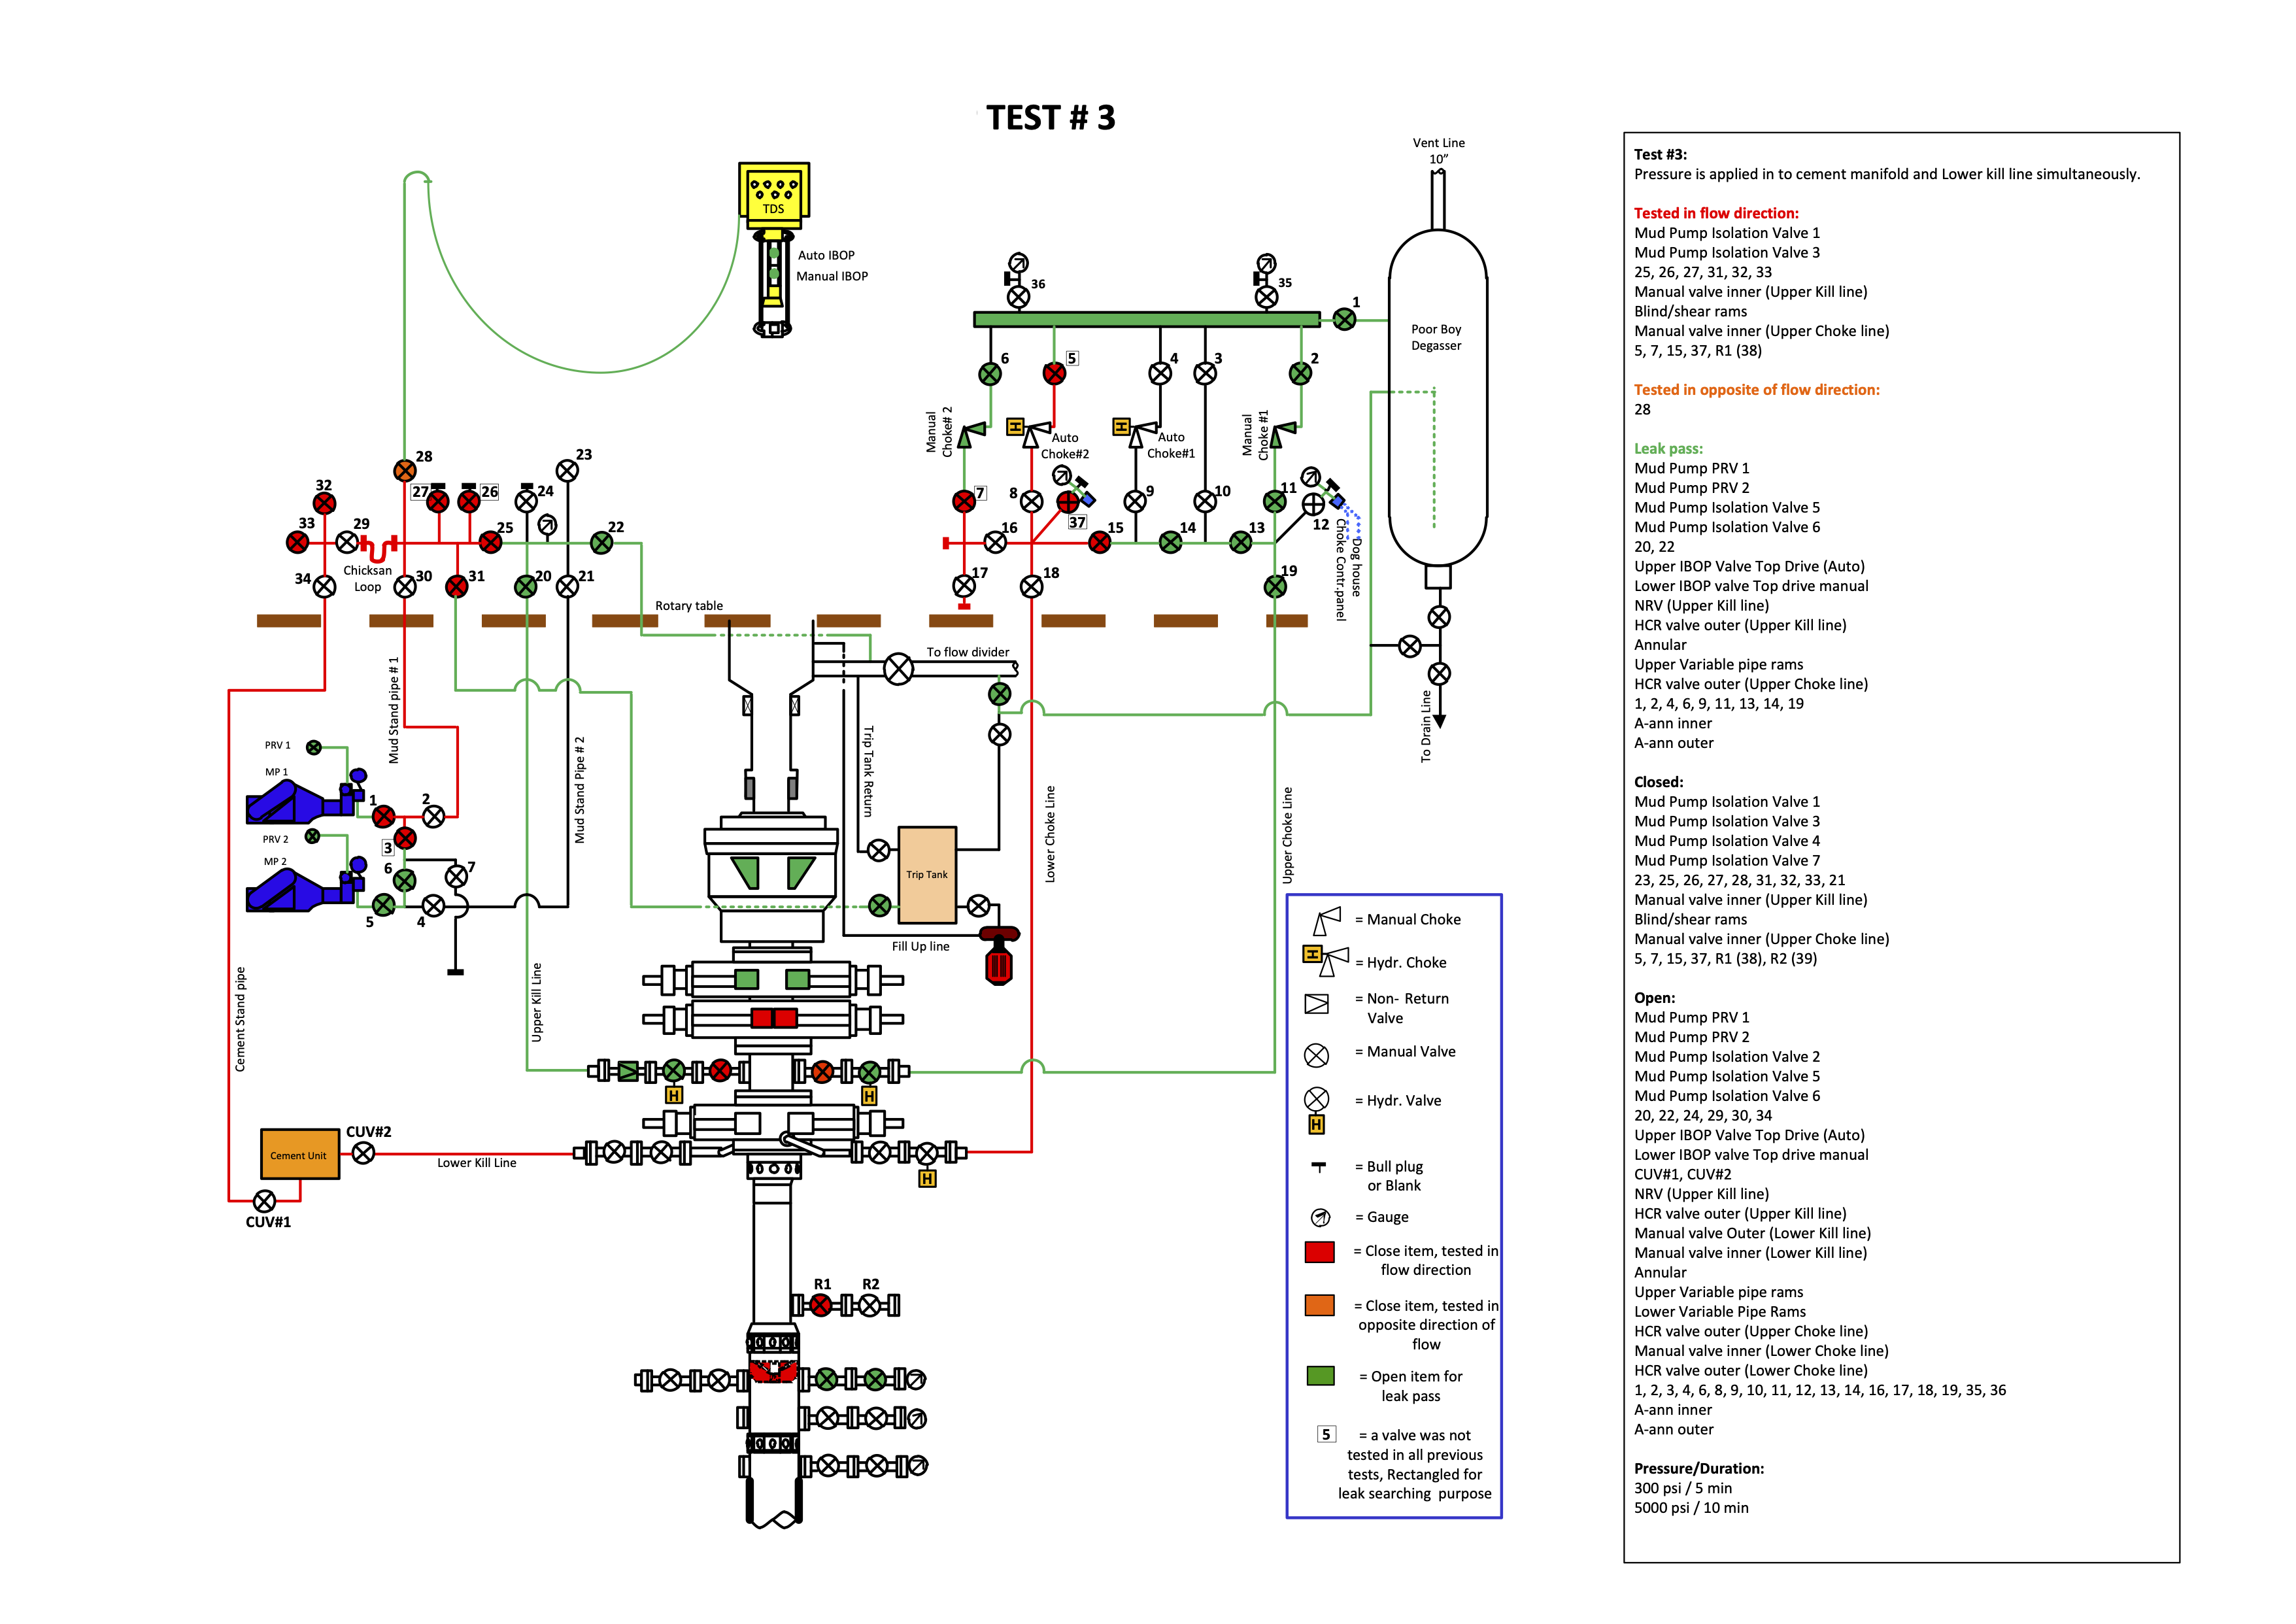 TEST # 3
Vent Line
10”
TDS
Auto IBOP
Manual IBOP
36
35
1
Poor Boy
Degasser
6
5
4
3
2
Manual
Choke# 2
H
Auto
Choke#2
H
Auto
Choke#1
Manual
Choke #1
28
23
32
27
26
24
7
8
37
9
10
11
12
33
29
25
22
16
15
14
13
Choke Contr.panel
Dog house
34
Chicksan
Loop
30
31
20
21
17
18
19
Rotary table
To flow divider
Mud Stand pipe # 1
Mud Stand Pipe # 2
Trip Tank Return
To Drain Line
PRV 1
MP 1
1
2
PRV 2
3
MP 2
6
7
5
4
Lower Choke Line
Upper Choke Line
Trip Tank
Fill Up line
Cement Stand pipe
Upper Kill Line
H
H
CUV#2
Cement Unit
Lower Kill Line
H
CUV#1
R1
R2
= Manual Choke
H
= Hydr. Choke
= Non- Return
Valve
= Manual Valve
= Hydr. Valve
H
= Bull plug
or Blank
= Gauge
= Close item, tested in
flow direction
= Close item, tested in
opposite direction of
flow
= Open item for
leak pass
5 = a valve was not
tested in all previous
tests, Rectangled for
leak searching purpose
Test #3:
Pressure is applied in to cement manifold and Lower kill line simultaneously.
Tested in flow direction:
Mud Pump Isolation Valve 1
Mud Pump Isolation Valve 3
25, 26, 27, 31, 32, 33
Manual valve inner (Upper Kill line)
Blind/shear rams
Manual valve inner (Upper Choke line)
5, 7, 15, 37, R1 (38)
Tested in opposite of flow direction:
28
Leak pass:
Mud Pump PRV 1
Mud Pump PRV 2
Mud Pump Isolation Valve 5
Mud Pump Isolation Valve 6
20, 22
Upper IBOP Valve Top Drive (Auto)
Lower IBOP valve Top drive manual
NRV (Upper Kill line)
HCR valve outer (Upper Kill line)
Annular
Upper Variable pipe rams
HCR valve outer (Upper Choke line)
1, 2, 4, 6, 9, 11, 13, 14, 19
A-ann inner
A-ann outer
Closed:
Mud Pump Isolation Valve 1
Mud Pump Isolation Valve 3
Mud Pump Isolation Valve 4
Mud Pump Isolation Valve 7
23, 25, 26, 27, 28, 31, 32, 33, 21
Manual valve inner (Upper Kill line)
Blind/shear rams
Manual valve inner (Upper Choke line)
5, 7, 15, 37, R1 (38), R2 (39)
Open:
Mud Pump PRV 1
Mud Pump PRV 2
Mud Pump Isolation Valve 2
Mud Pump Isolation Valve 5
Mud Pump Isolation Valve 6
20, 22, 24, 29, 30, 34
Upper IBOP Valve Top Drive (Auto)
Lower IBOP valve Top drive manual
CUV#1, CUV#2
NRV (Upper Kill line)
HCR valve outer (Upper Kill line)
Manual valve Outer (Lower Kill line)
Manual valve inner (Lower Kill line)
Annular
Upper Variable pipe rams
Lower Variable Pipe Rams
HCR valve outer (Upper Choke line)
Manual valve inner (Lower Choke line)
HCR valve outer (Lower Choke line)
1, 2, 3, 4, 6, 8, 9, 10, 11, 12, 13, 14, 16, 17, 18, 19, 35, 36
A-ann inner
A-ann outer
Pressure/Duration:
300 psi / 5 min
5000 psi / 10 min